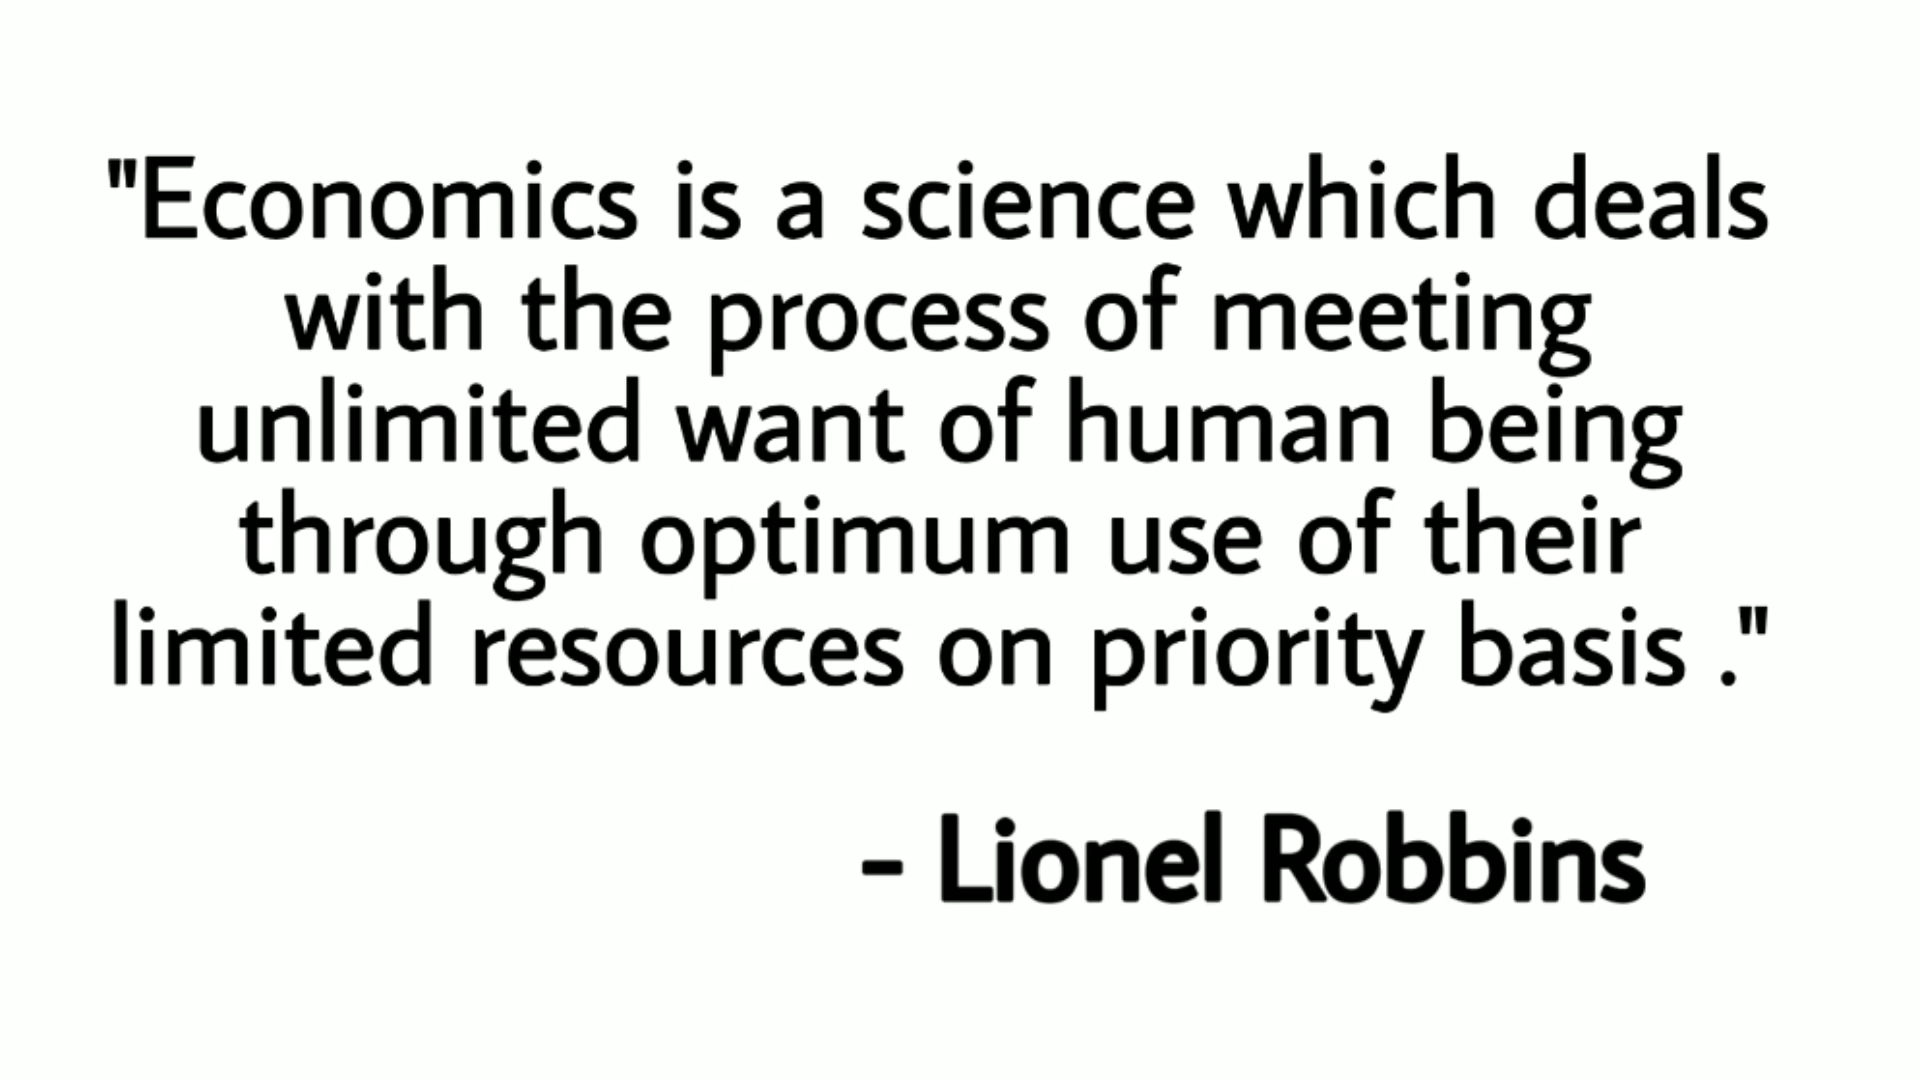 "Economics is a science which deals
with the process of meeting
unlimited want of human being
through optimum use of their
limited resources on priority basis ."
- Lionel Robbins